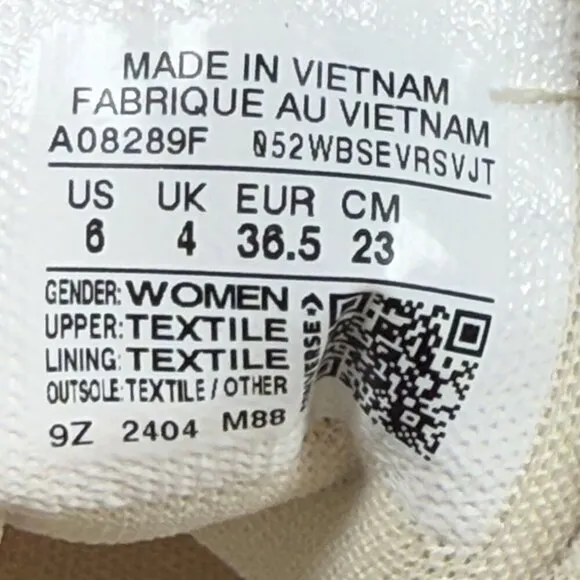 MADE IN VIETNAM
FABRIQUE AU VIETNAM
A08289F 052WBSEVRSVJT
US UK EUR CM
6 4 36.5 23
GENDER: WOMEN
UPPER: TEXTILE
LINING: TEXTILE
OUTSOLE: TEXTILE / OTHER
9Z 2404 M88